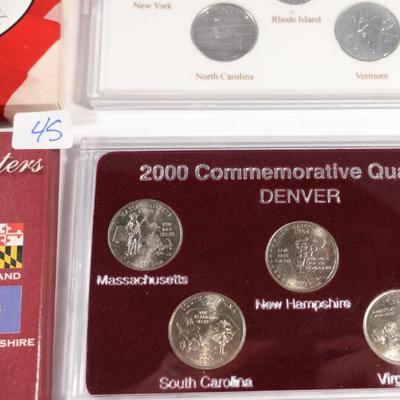 New York
Rhode Island
North Carolina
Vermont
45
ters
2000 Commemorative Qua
DENVER
AND
Massachusetts
New Hampshire
SHIRE
South Carolina
Virg